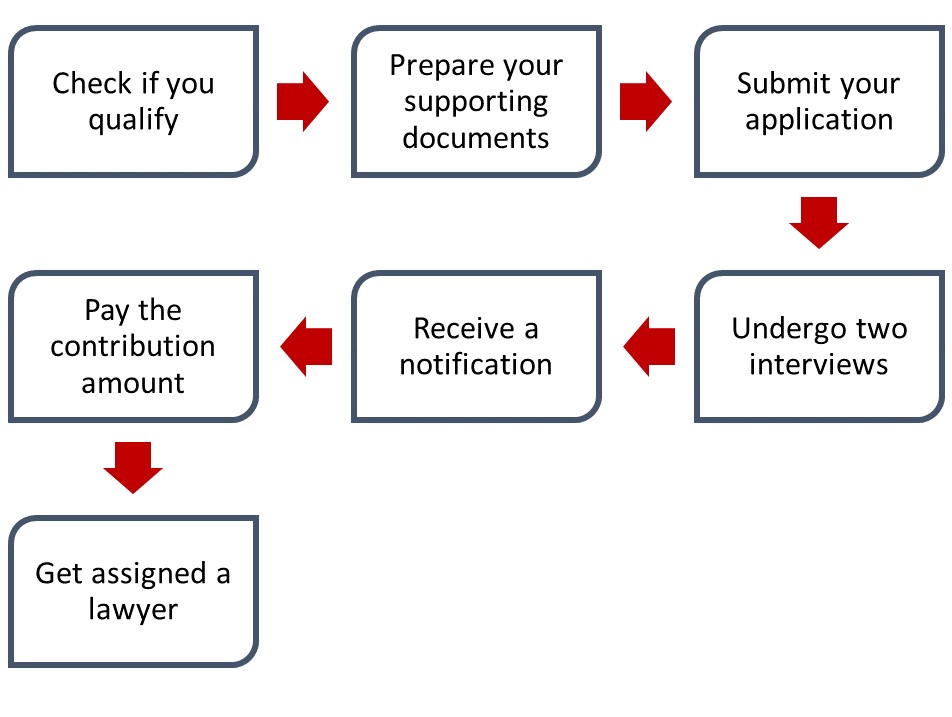 Check if you
qualify
Prepare your
supporting
documents
Submit your
application
Undergo two
interviews
Receive a
notification
Pay the
contribution
amount
Get assigned a
lawyer